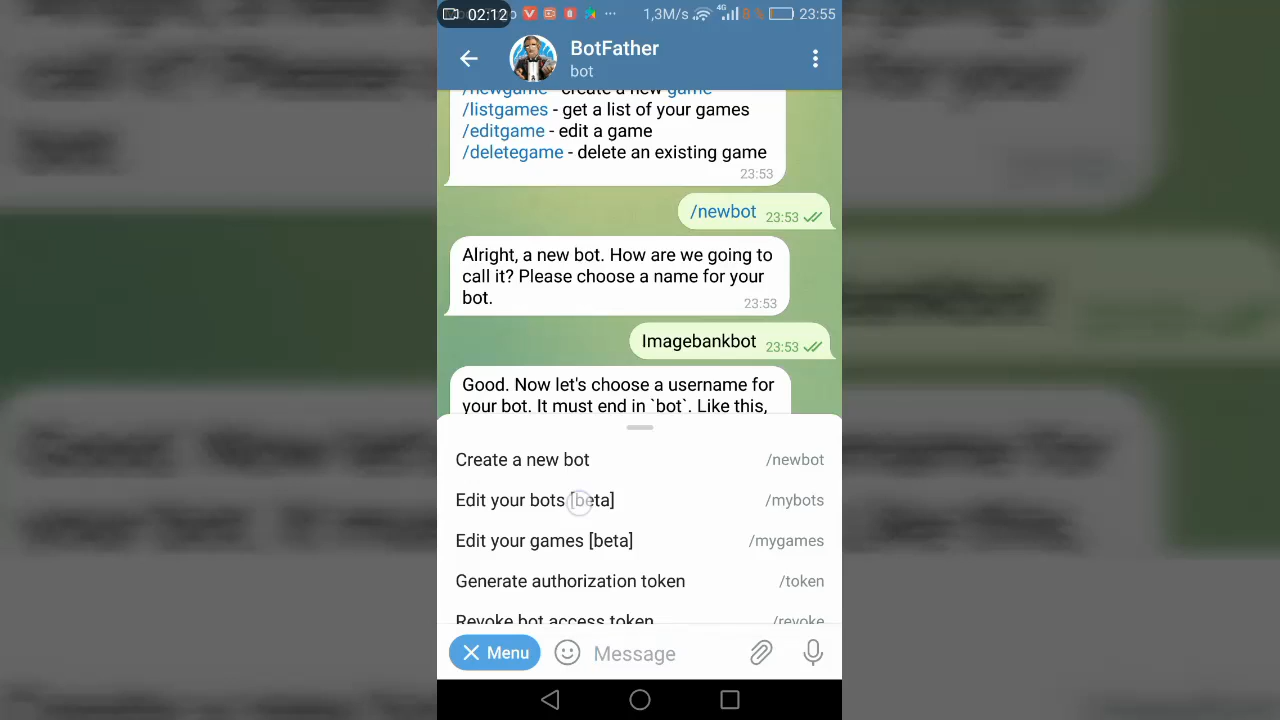 02:12 ... 1,3M/s 4G 8 % 23:55
BotFather
bot
/newgame - create a new game
/listgames - get a list of your games
/editgame - edit a game
/deletegame - delete an existing game
23:53
/newbot 23:53
Alright, a new bot. How are we going to
call it? Please choose a name for your
bot.
23:53
Imagebankbot 23:53
Good. Now let's choose a username for
your bot. It must end in `bot`. Like this,
Create a new bot /newbot
Edit your bots [beta] /mybots
Edit your games [beta] /mygames
Generate authorization token /token
Revoke bot access token /revoke
Menu Message